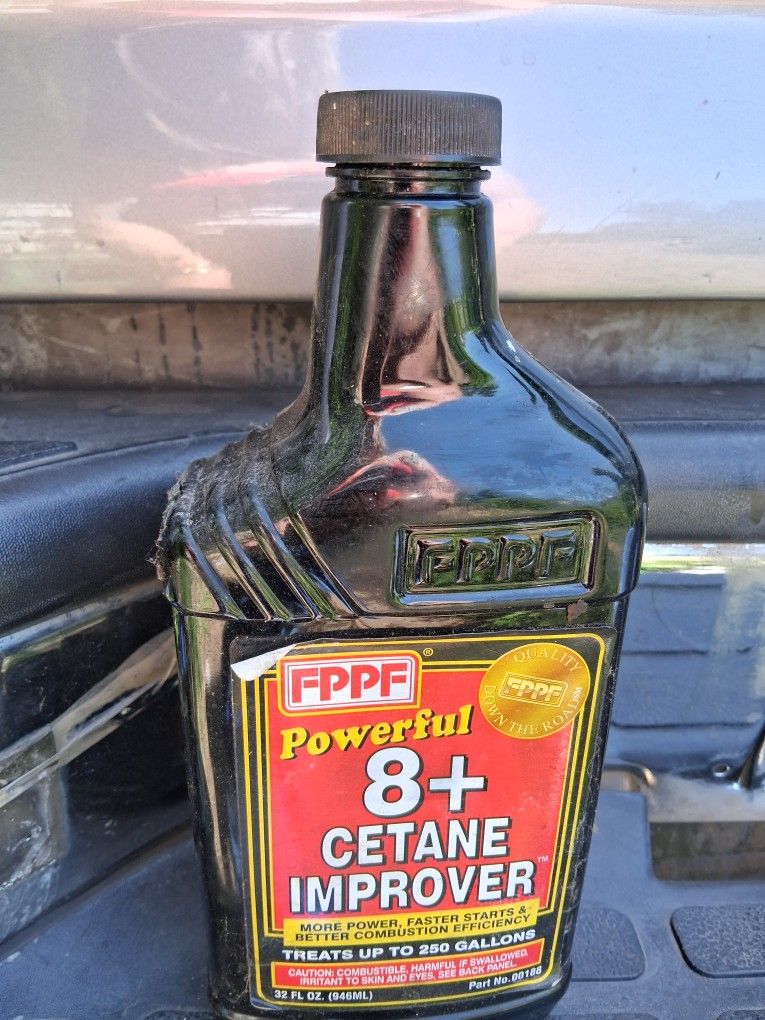 FPPF
FPPF®
QUALITY
FPPF
DOWN THE ROAD℠
Powerful
8+
CETANE
IMPROVER™
MORE POWER, FASTER STARTS &
BETTER COMBUSTION EFFICIENCY
TREATS UP TO 250 GALLONS
CAUTION: COMBUSTIBLE, HARMFUL IF SWALLOWED,
IRRITANT TO SKIN AND EYES, SEE BACK PANEL.
32 FL OZ. (946ML)
Part No.00188